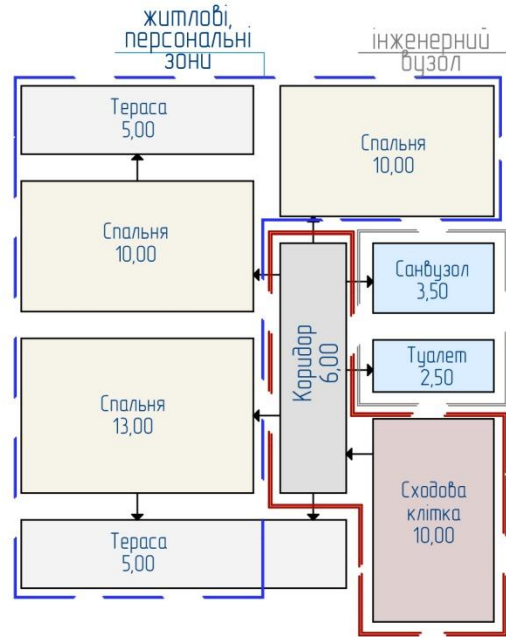 житлові,
персональні
зони
інженерний
вузол
Тераса
5,00
Спальня
10,00
Спальня
10,00
Санвузол
3,50
Коридор
6,00
Туалет
2,50
Спальня
13,00
Сходова
клітка
10,00
Тераса
5,00